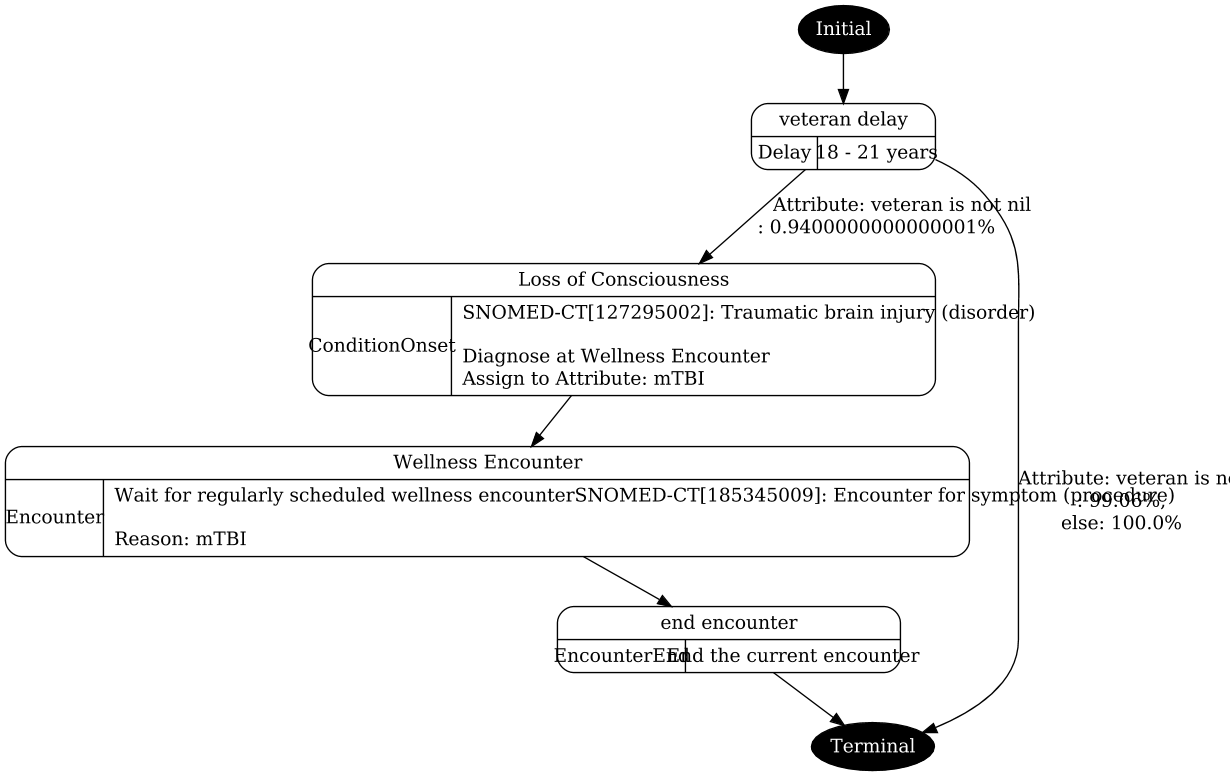 Initial
veteran delay
Delay 18 - 21 years
Attribute: veteran is not nil
: 0.9400000000000001%
Loss of Consciousness
ConditionOnset
SNOMED-CT[127295002]: Traumatic brain injury (disorder)
Diagnose at Wellness Encounter
Assign to Attribute: mTBI
Wellness Encounter
Encounter
Wait for regularly scheduled wellness encounterSNOMED-CT[185345009]: Encounter for symptom (procedure)
Reason: mTBI
Attribute: veteran is no
: 99.06%,
else: 100.0%
end encounter
EncounterEnd End the current encounter
Terminal